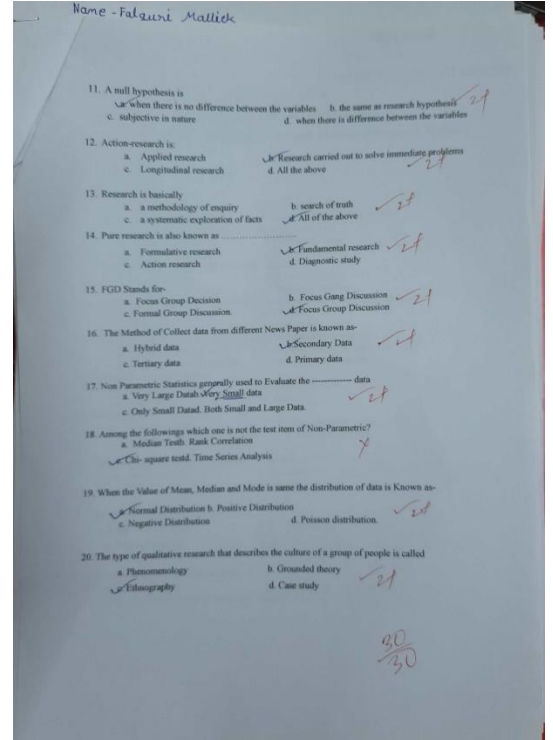 Name - Falguni Mallick
11. A null hypothesis is
a. when there is no difference between the variables b. the same as research hypothesis
c. subjective in nature d. when there is difference between the variables
12. Action-research is:
a. Applied research b. Research carried out to solve immediate problems
c. Longitudinal research d. All the above
13. Research is basically
a. a methodology of enquiry b. search of truth
c. a systematic exploration of facts d. All of the above
14. Pure research is also known as ........................
a. Formulative research b. Fundamental research
c. Action research d. Diagnostic study
15. FGD Stands for-
a. Focus Group Decision b. Focus Gang Discussion
c. Formal Group Discussion. d. Focus Group Discussion
16. The Method of Collect data from different News Paper is known as-
a. Hybrid data b. Secondary Data
c. Tertiary data d. Primary data
17. Non Parametric Statistics generally used to Evaluate the ------------- data
a. Very Large Datab. Very Small data
c. Only Small Datad. Both Small and Large Data.
18. Among the followings which one is not the test item of Non-Parametric?
a. Median Testb. Rank Correlation
c. Chi- square testd. Time Series Analysis
19. When the Value of Mean, Median and Mode is same the distribution of data is Known as-
a. Normal Distribution b. Positive Distribution
c. Negative Distribution d. Poisson distribution.
20. The type of qualitative research that describes the culture of a group of people is called
a. Phenomenology b. Grounded theory
c. Ethnography d. Case study
30
30